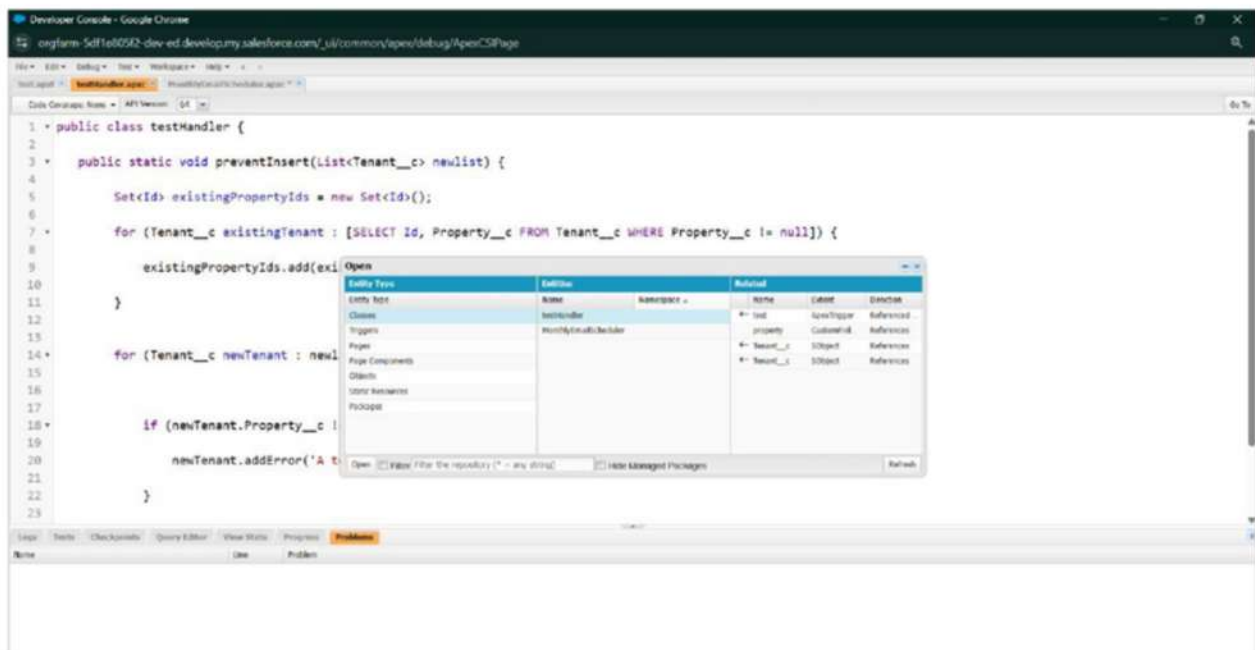 Developer Console - Google Chrome
orgfarm-5df1e805f2-dev-ed.develop.my.salesforce.com/_ui/common/apex/debug/ApexCSIPage
File Edit Debug Test Workspace Help < >
test.apxt testHandler.apxc MonthlyEmailScheduler.apxc *
Code Coverage: None API Version: 64 Go To
1 public class testHandler {
2
3 public static void preventInsert(List<Tenant__c> newlist) {
4
5 Set<Id> existingPropertyIds = new Set<Id>();
6
7 for (Tenant__c existingTenant : [SELECT Id, Property__c FROM Tenant__c WHERE Property__c != null]) {
8
9 existingPropertyIds.add(exi
10
11 }
12
13
14 for (Tenant__c newTenant : newl
15
16
17
18 if (newTenant.Property__c !
19
20 newTenant.addError('A t
21
22 }
23
Open
Entity Type Entities Related
Entity Type Name Namespace Name Extent Direction
Classes testHandler test ApexTrigger Referenced ...
Triggers MonthlyEmailScheduler property CustomFiel... References
Pages Tenant__c SObject References
Page Components Tenant__c SObject References
Objects
Static Resources
Packages
Open Filter Filter the repository (* = any string) Hide Managed Packages Refresh
Logs Tests Checkpoints Query Editor View State Progress Problems
Name Line Problem